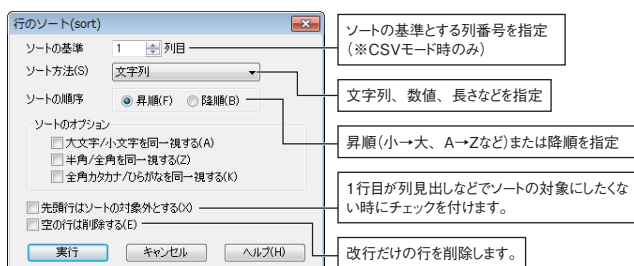 行のソート(sort)
ソートの基準 1 列目
ソート方法(S) 文字列
ソートの順序 昇順(F) 降順(B)
ソートのオプション
大文字/小文字を同一視する(A)
半角/全角を同一視する(Z)
全角カタカナ/ひらがなを同一視する(K)
先頭行はソートの対象外とする(X)
空の行は削除する(E)
実行 キャンセル ヘルプ(H)
ソートの基準とする列番号を指定
(※CSVモード時のみ)
文字列、数値、長さなどを指定
昇順(小→大、A→Zなど)または降順を指定
1行目が列見出しなどでソートの対象にしたくな
い時にチェックを付けます。
改行だけの行を削除します。